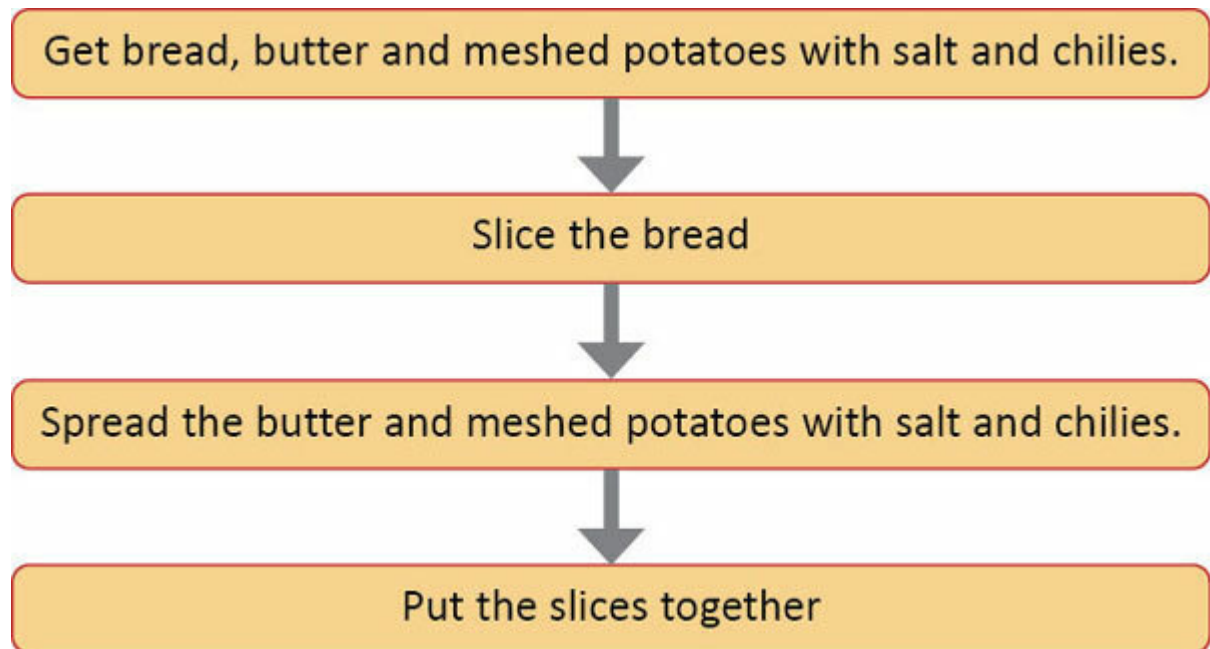 Get bread, butter and meshed potatoes with salt and chilies.
Slice the bread
Spread the butter and meshed potatoes with salt and chilies.
Put the slices together